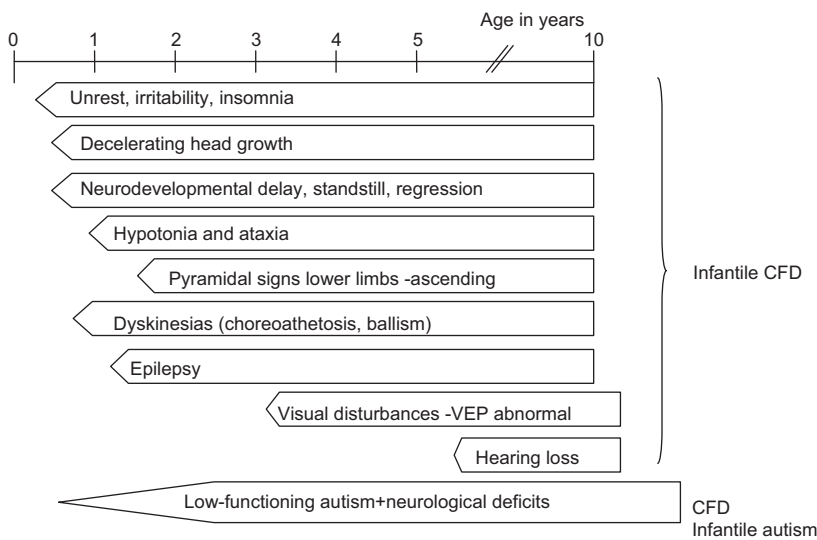 Age in years
0 1 2 3 4 5 10
Unrest, irritability, insomnia
Decelerating head growth
Neurodevelopmental delay, standstill, regression
Hypotonia and ataxia
Pyramidal signs lower limbs -ascending
Infantile CFD
Dyskinesias (choreoathetosis, ballism)
Epilepsy
Visual disturbances -VEP abnormal
Hearing loss
Low-functioning autism+neurological deficits
CFD
Infantile autism